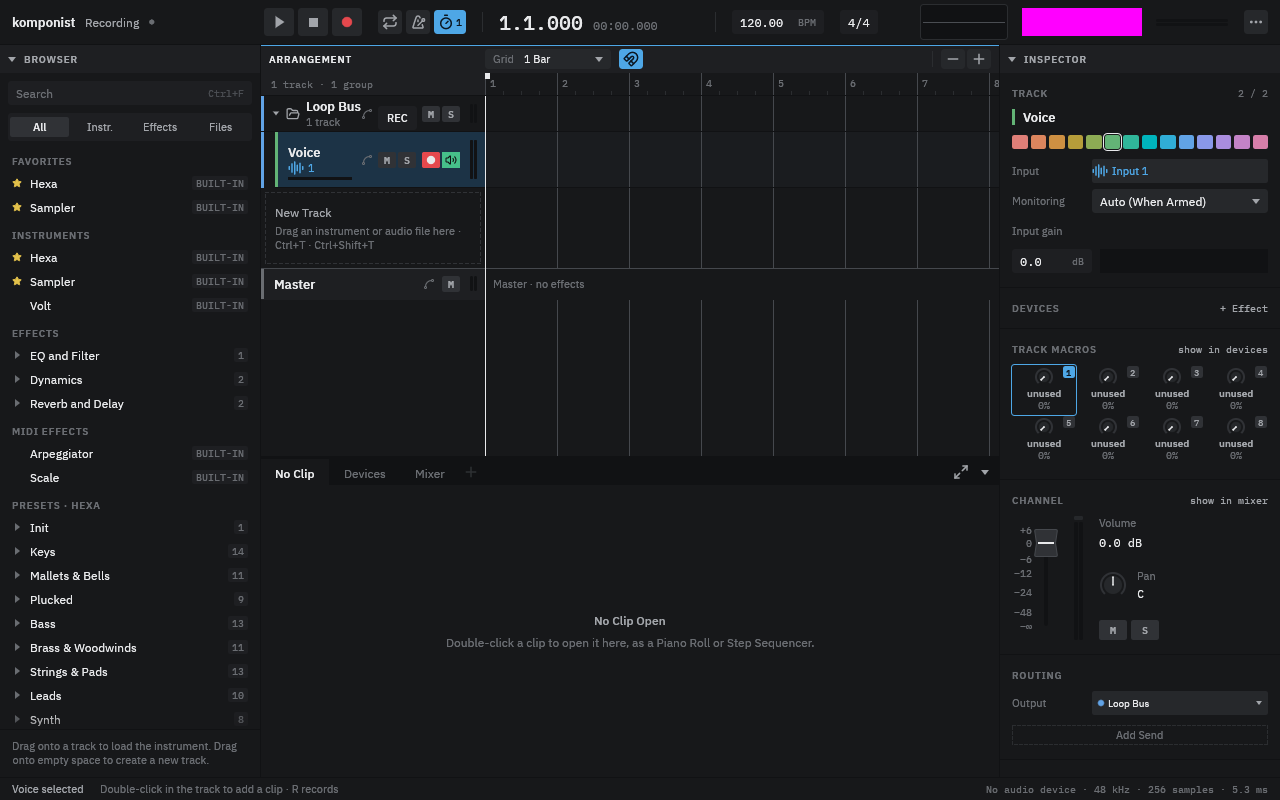 komponist Recording
1
1.1.000 00:00.000
120.00 BPM
4/4
BROWSER
Search Ctrl+F
All Instr. Effects Files
FAVORITES
Hexa BUILT-IN
Sampler BUILT-IN
INSTRUMENTS
Hexa BUILT-IN
Sampler BUILT-IN
Volt BUILT-IN
EFFECTS
EQ and Filter 1
Dynamics 2
Reverb and Delay 2
MIDI EFFECTS
Arpeggiator BUILT-IN
Scale BUILT-IN
PRESETS · HEXA
Init 1
Keys 14
Mallets & Bells 11
Plucked 9
Bass 13
Brass & Woodwinds 11
Strings & Pads 13
Leads 10
Synth 8
Drag onto a track to load the instrument. Drag
onto empty space to create a new track.
ARRANGEMENT
Grid 1 Bar
1 track · 1 group
1 2 3 4 5 6 7 8
Loop Bus
1 track
REC
M S
Voice
1
M S
New Track
Drag an instrument or audio file here ·
Ctrl+T · Ctrl+Shift+T
Master M
Master · no effects
No Clip Devices Mixer
No Clip Open
Double-click a clip to open it here, as a Piano Roll or Step Sequencer.
INSPECTOR
TRACK 2 / 2
Voice
Input Input 1
Monitoring Auto (When Armed)
Input gain
0.0 dB
DEVICES + Effect
TRACK MACROS show in devices
1 2 3 4
unused unused unused unused
0% 0% 0% 0%
5 6 7 8
unused unused unused unused
0% 0% 0% 0%
CHANNEL show in mixer
+6
0
−6
−12
−24
−48
−∞
Volume
0.0 dB
Pan
C
M S
ROUTING
Output Loop Bus
Add Send
Voice selected Double-click in the track to add a clip · R records
No audio device · 48 kHz · 256 samples · 5.3 ms